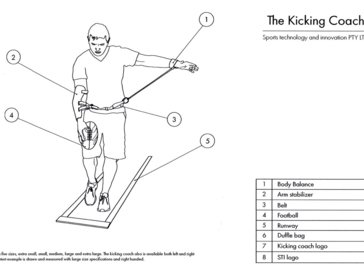 The Kicking Coach
Sports technology and innovation PTY LT
1
2
3
4
5
1 Body Balance
2 Arm stabilizer
3 Belt
4 Football
5 Runway
6 Duffle bag
7 Kicking coach logo
8 STI logo
five sizes, extra small, small, medium, large and extra large. The kicking coach also is available both left and right
example is shown and measured with large size specifications and right handed.